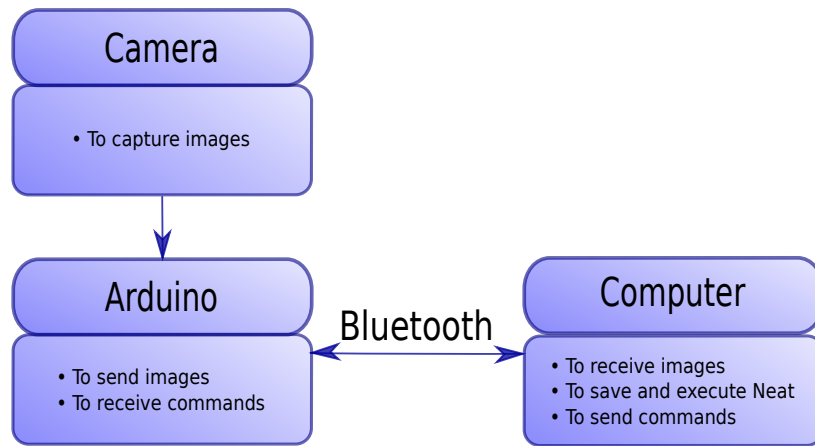 Camera
• To capture images
Arduino
• To send images
• To receive commands
Bluetooth
Computer
• To receive images
• To save and execute Neat
• To send commands